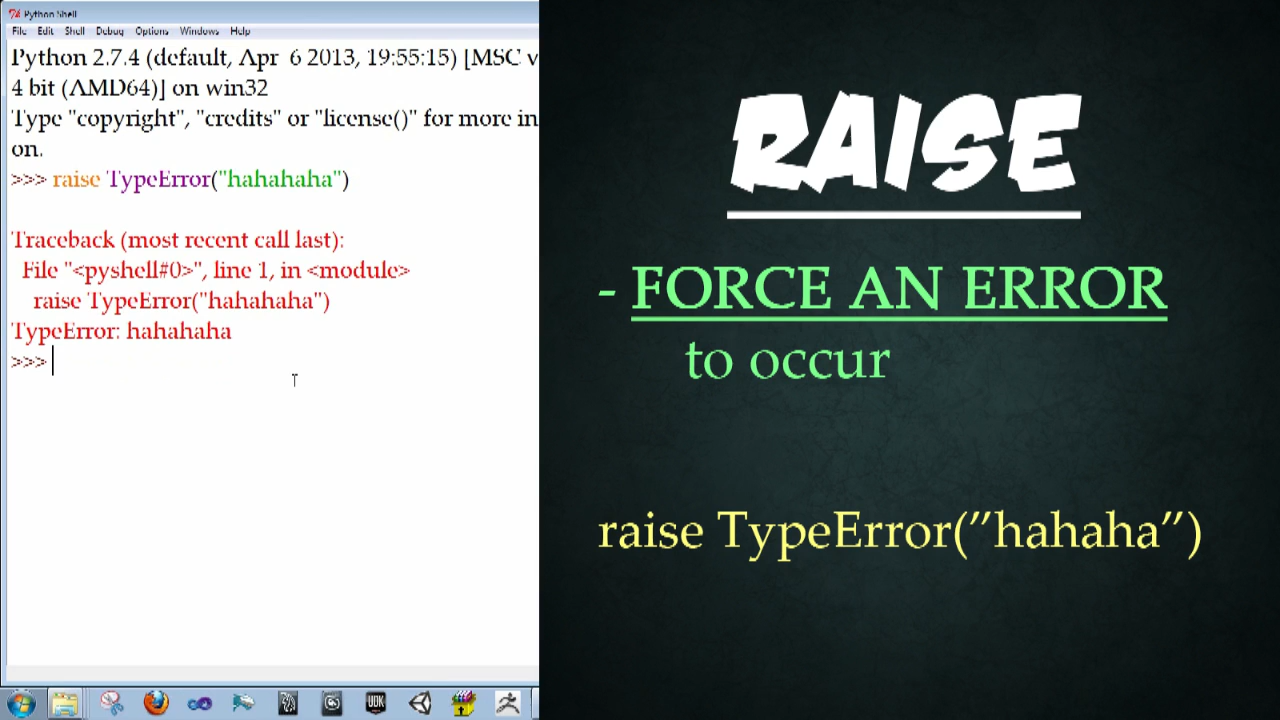 Python Shell
File Edit Shell Debug Options Windows Help
Python 2.7.4 (default, Apr 6 2013, 19:55:15) [MSC v
4 bit (AMD64)] on win32
Type "copyright", "credits" or "license()" for more in
on.
>>> raise TypeError("hahahaha")
Traceback (most recent call last):
File "<pyshell#0>", line 1, in <module>
raise TypeError("hahahaha")
TypeError: hahahaha
>>>
UDK
RAISE
- FORCE AN ERROR
to occur
raise TypeError(”hahaha”)